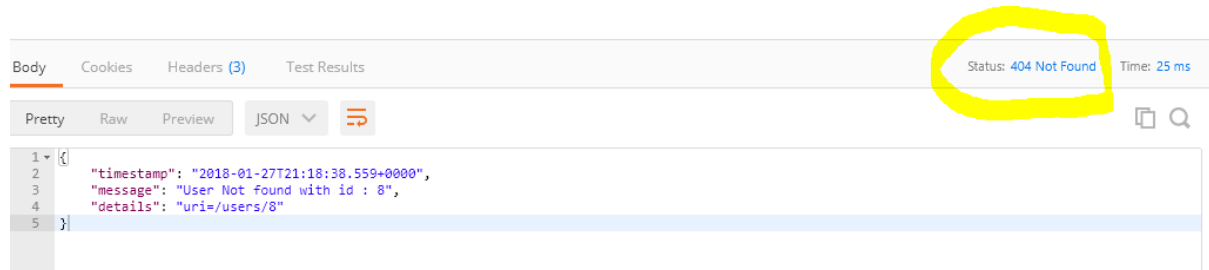 Body Cookies Headers (3) Test Results Status: 404 Not Found Time: 25 ms
Pretty Raw Preview JSON
1 {
2 "timestamp": "2018-01-27T21:18:38.559+0000",
3 "message": "User Not found with id : 8",
4 "details": "uri=/users/8"
5 }